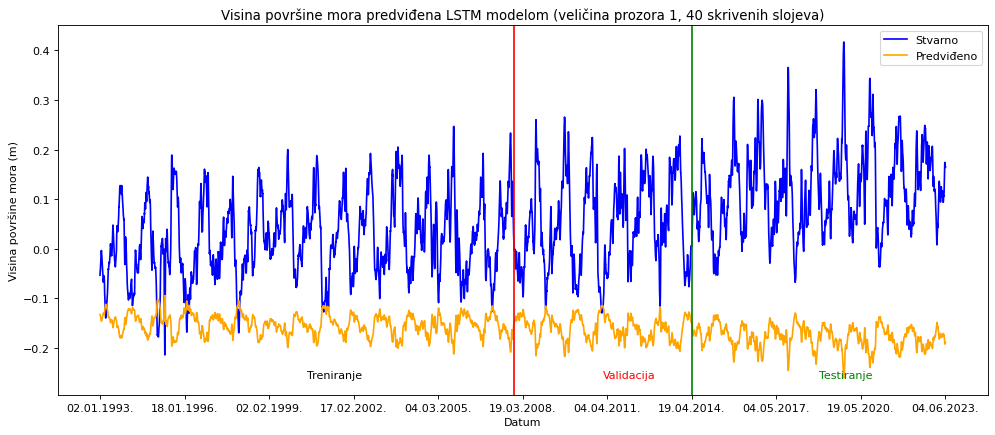 Visina površine mora predviđena LSTM modelom (veličina prozora 1, 40 skrivenih slojeva)
Stvarno
Predviđeno
Visina površine mora (m)
0.4
0.3
0.2
0.1
0.0
−0.1
−0.2
Treniranje
Validacija
Testiranje
02.01.1993.
18.01.1996.
02.02.1999.
17.02.2002.
04.03.2005.
19.03.2008.
04.04.2011.
19.04.2014.
04.05.2017.
19.05.2020.
04.06.2023.
Datum